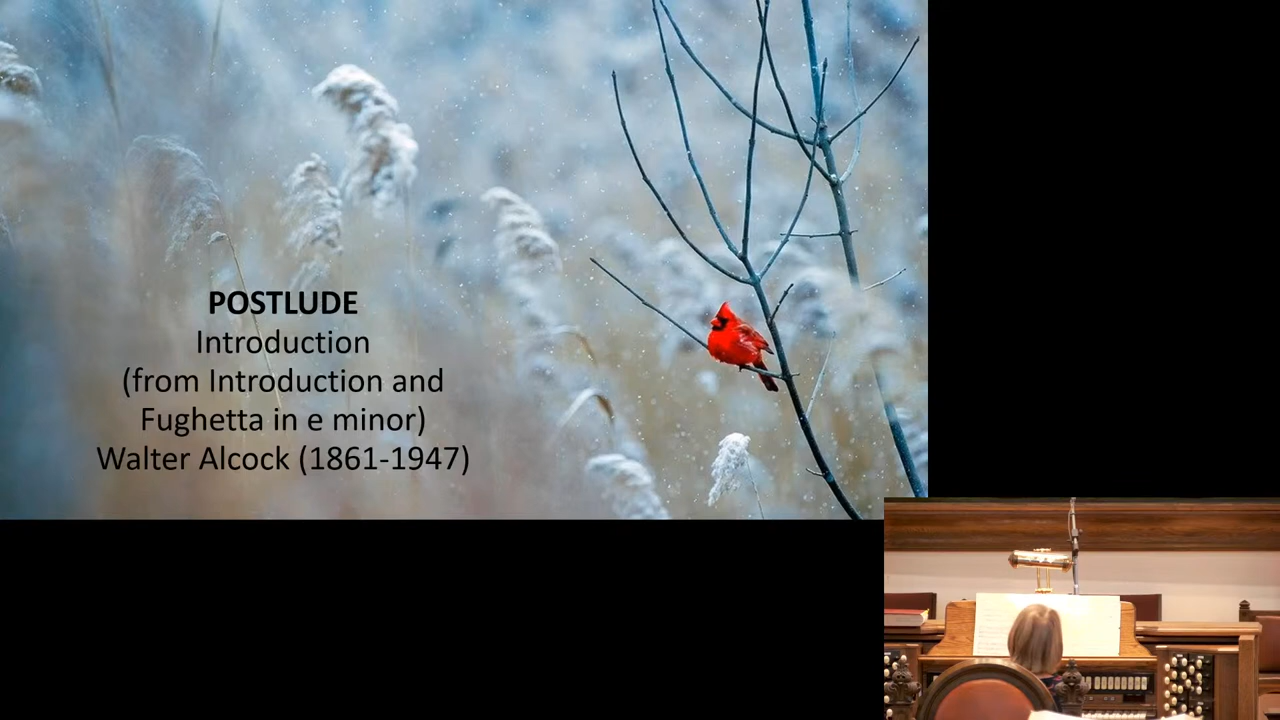 POSTLUDE
Introduction
(from Introduction and
Fughetta in e minor)
Walter Alcock (1861-1947)